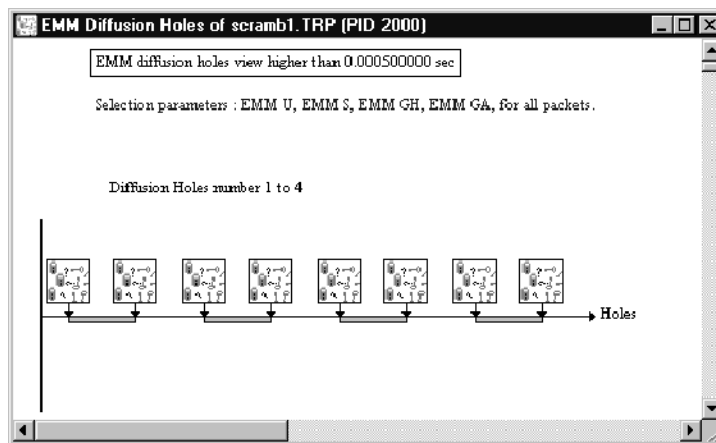 EMM Diffusion Holes of scramb1.TRP (PID 2000)
EMM diffusion holes view higher than 0.000500000 sec
Selection parameters : EMM U, EMM S, EMM GH, EMM GA, for all packets.
Diffusion Holes number 1 to 4
Holes